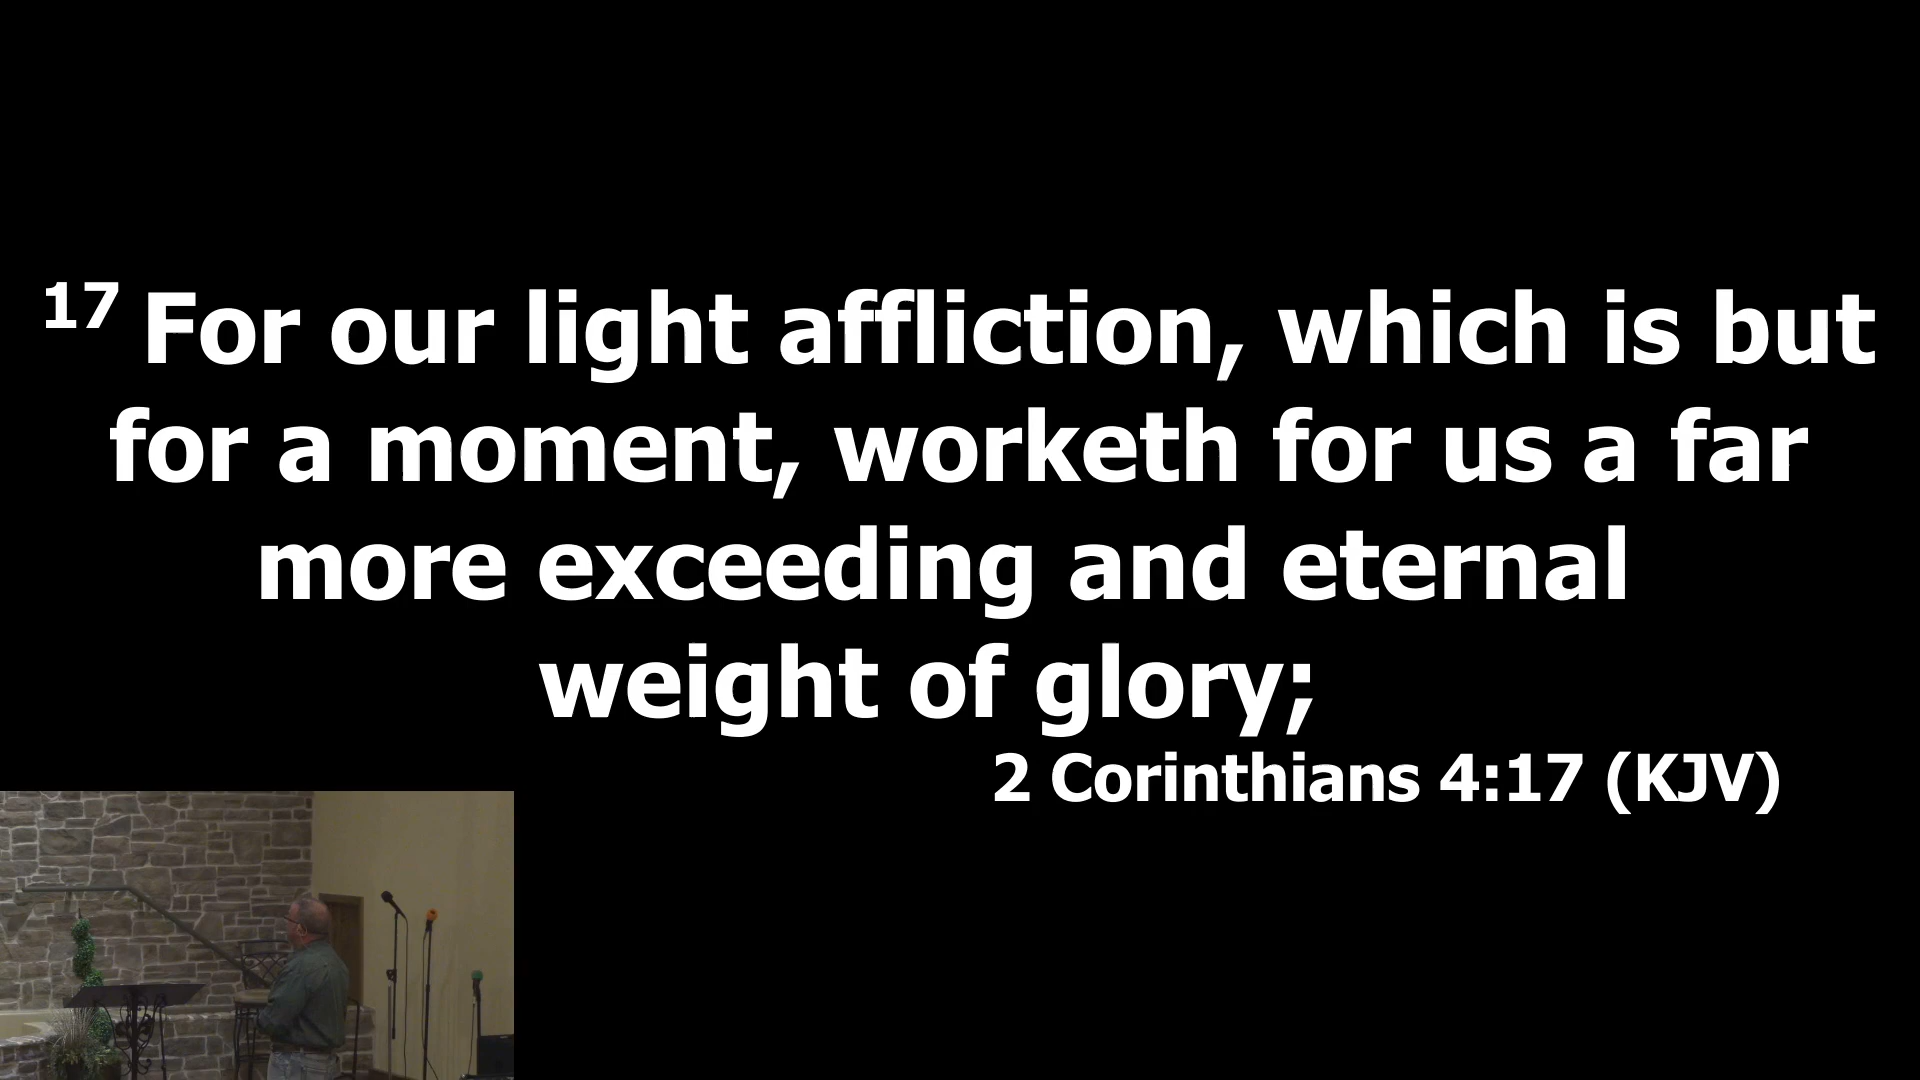 17 For our light affliction, which is but
for a moment, worketh for us a far
more exceeding and eternal
weight of glory;
2 Corinthians 4:17 (KJV)